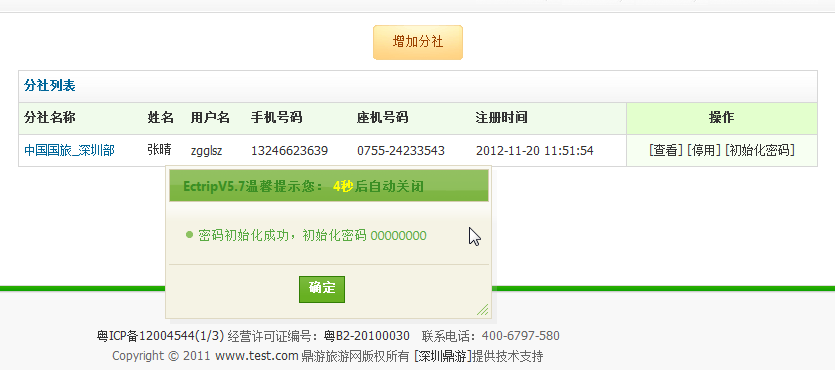 增加分社
分社列表
分社名称 姓名 用户名 手机号码 座机号码 注册时间 操作
中国国旅_深圳部 张晴 zgglsz 13246623639 0755-24233543 2012-11-20 11:51:54 [查看] [停用] [初始化密码]
EctripV5.7温馨提示您： 4秒后自动关闭
密码初始化成功，初始化密码 00000000
确定
粤ICP备12004544(1/3) 经营许可证编号：粤B2-20100030 联系电话：400-6797-580
Copyright © 2011 www.test.com 鼎游旅游网版权所有 [深圳鼎游]提供技术支持